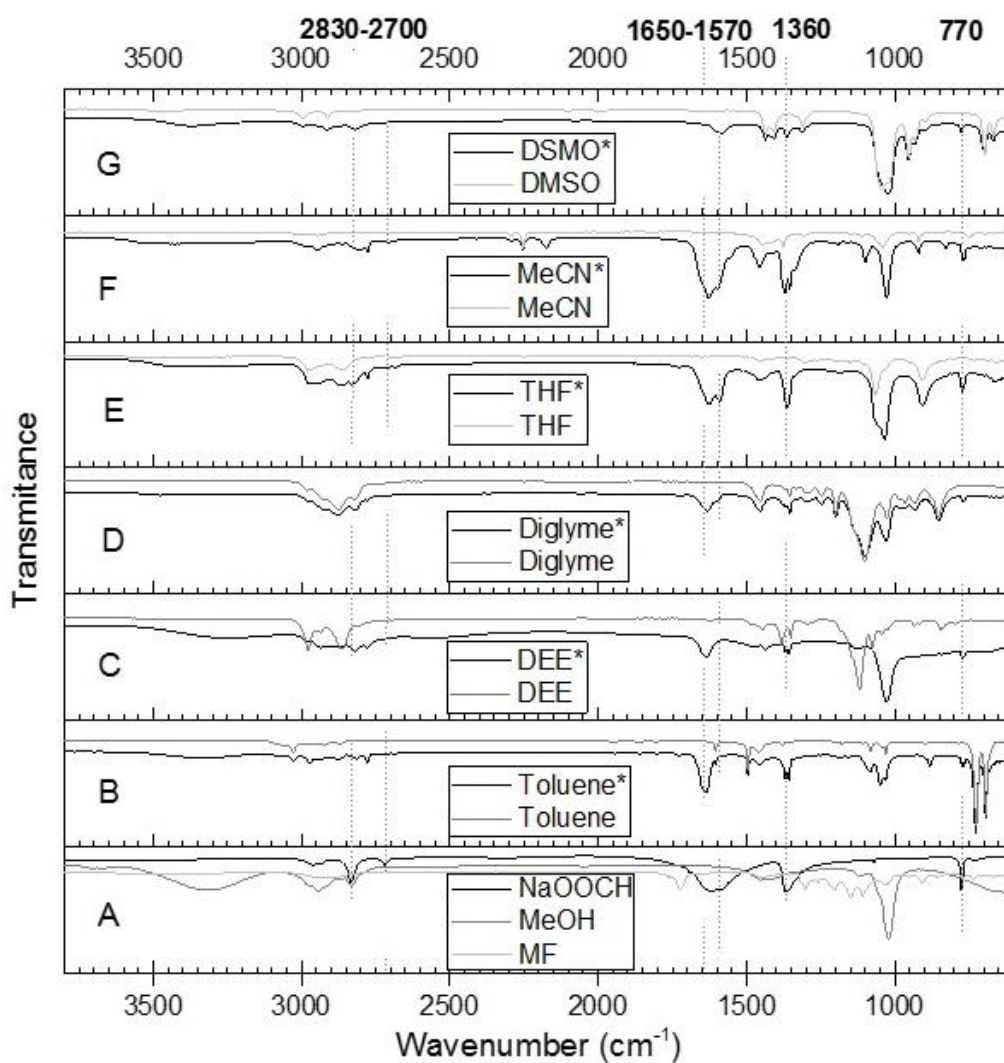 2830-2700 1650-1570 1360 770
3500 3000 2500 2000 1500 1000
G
DSMO*
DMSO
F
MeCN*
MeCN
E
THF*
THF
D
Diglyme*
Diglyme
C
DEE*
DEE
B
Toluene*
Toluene
A
NaOOCH
MeOH
MF
3500 3000 2500 2000 1500 1000
Wavenumber (cm-1)
Transmitance